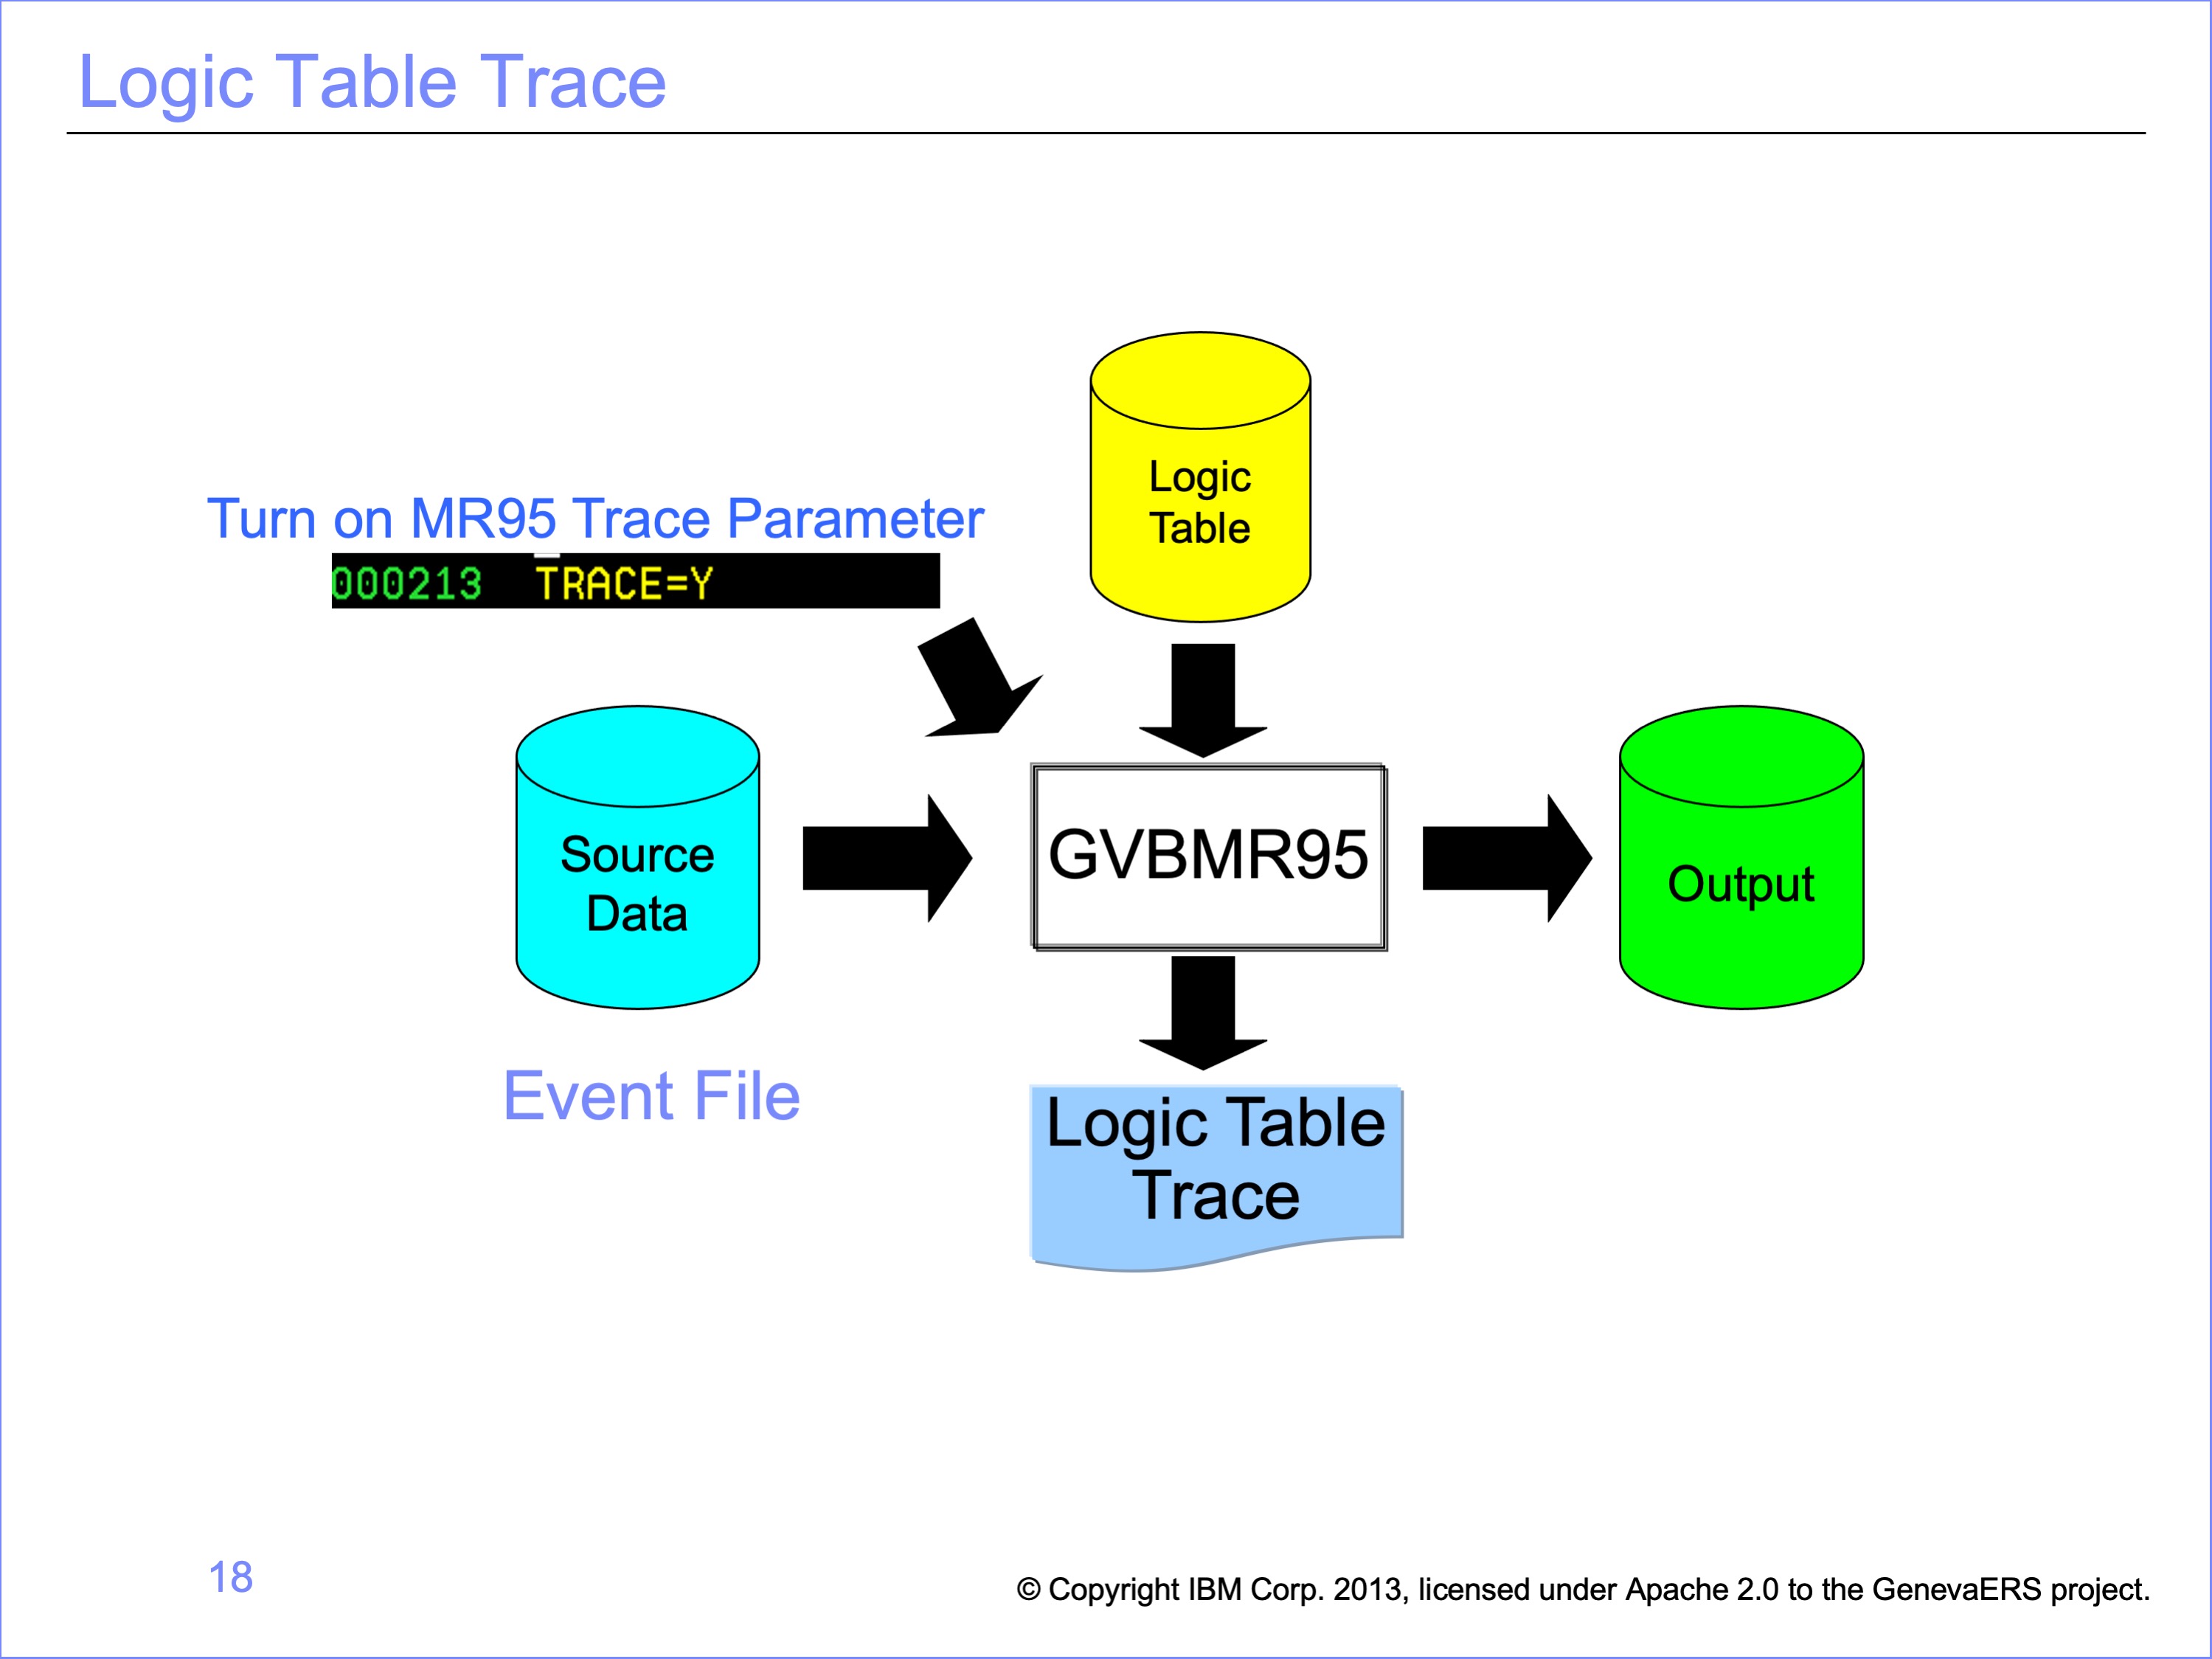 Logic Table Trace
Logic
Table
Turn on MR95 Trace Parameter
000213 TRACE=Y
Source
Data
GVBMR95
Output
Event File
Logic Table
Trace
18
© Copyright IBM Corp. 2013, licensed under Apache 2.0 to the GenevaERS project.